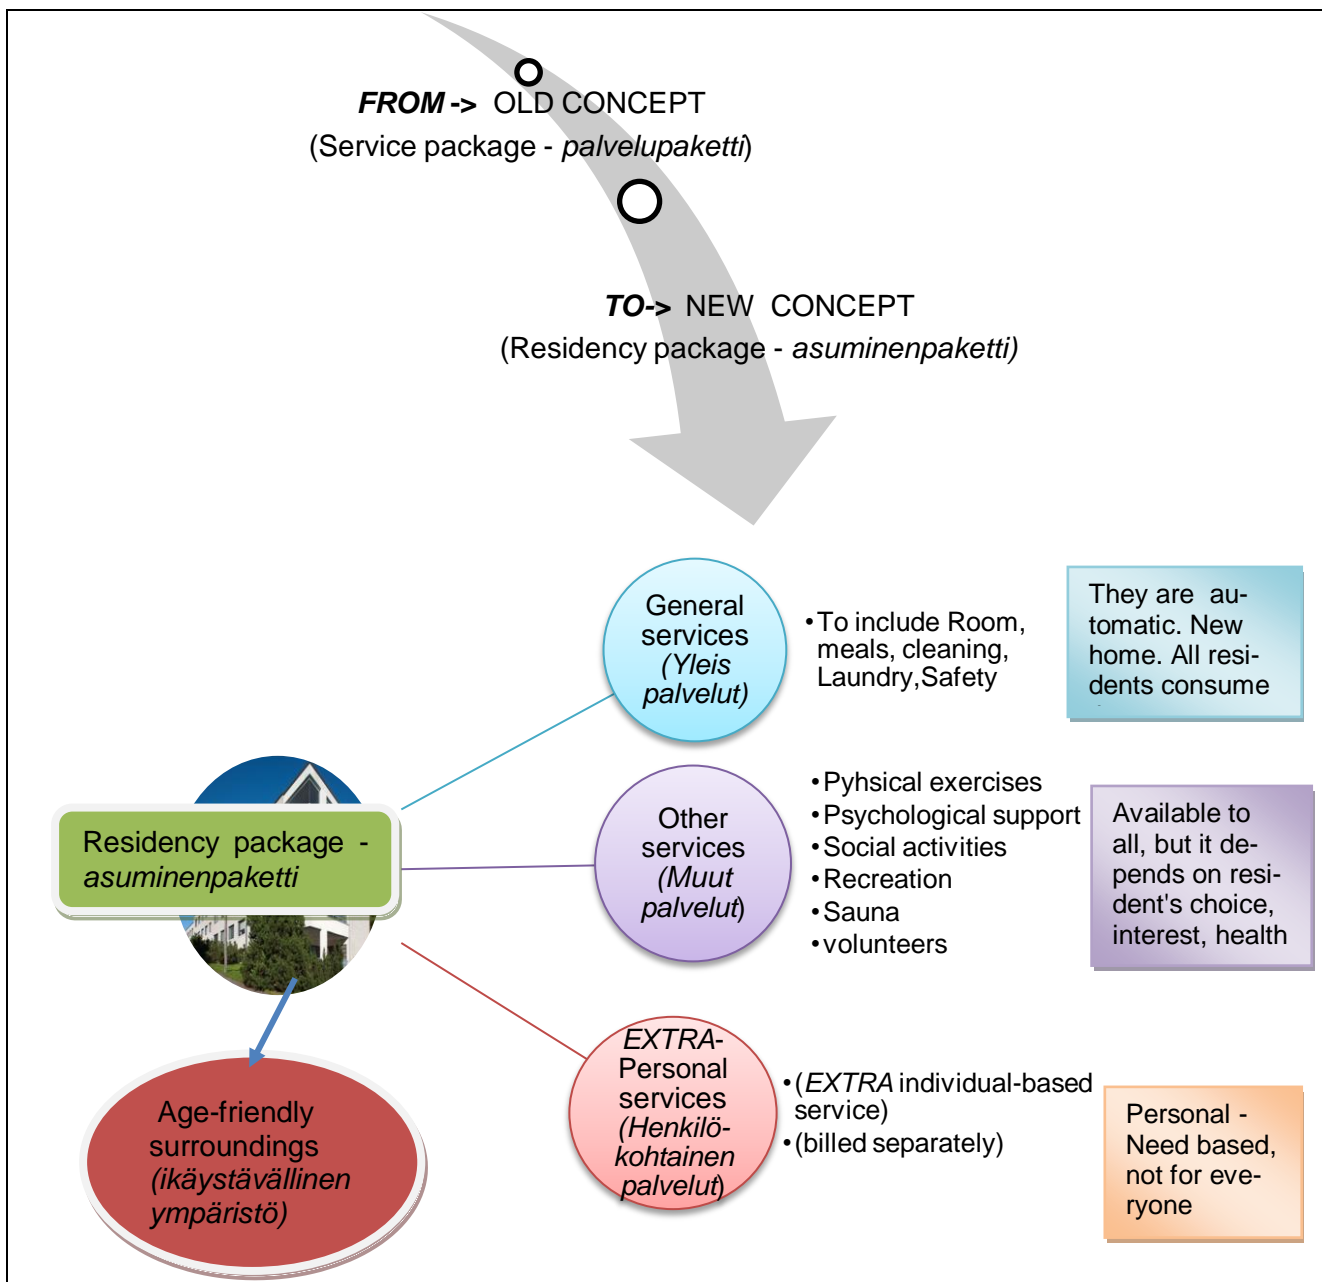 FROM -> OLD CONCEPT
(Service package - palvelupaketti)
TO-> NEW CONCEPT
(Residency package - asuminenpaketti)
General
services
(Yleis
palvelut)
•To include Room,
meals, cleaning,
Laundry,Safety
They are au-
tomatic. New
home. All resi-
dents consume
Residency package -
asuminenpaketti
Other
services
(Muut
palvelut)
•Pyhsical exercises
•Psychological support
•Social activities
•Recreation
•Sauna
•volunteers
Available to
all, but it de-
pends on resi-
dent's choice,
interest, health
EXTRA-
Personal
services
(Henkilö-
kohtainen
palvelut)
•(EXTRA individual-based
service)
•(billed separately)
Personal -
Need based,
not for eve-
ryone
Age-friendly
surroundings
(ikäystävällinen
ympäristö)